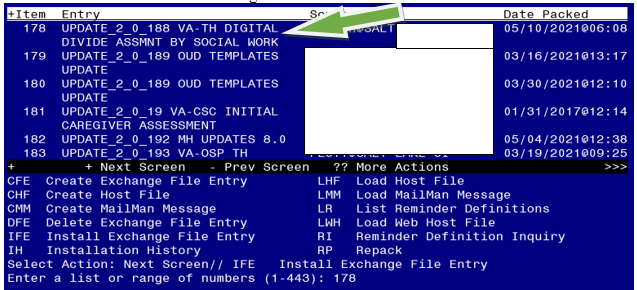 +Item Entry So Date Packed
178 UPDATE_2_0_188 VA-TH DIGITAL @SALT 05/10/2021@06:08
DIVIDE ASSMNT BY SOCIAL WORK
179 UPDATE_2_0_189 OUD TEMPLATES 03/16/2021@13:17
UPDATE
180 UPDATE_2_0_189 OUD TEMPLATES 03/30/2021@12:10
UPDATE
181 UPDATE_2_0_19 VA-CSC INITIAL 01/31/2017@12:14
CAREGIVER ASSESSMENT
182 UPDATE_2_0_192 MH UPDATES 8.0 05/04/2021@12:38
183 UPDATE_2_0_193 VA-OSP TH 03/19/2021@09:25
+ + Next Screen - Prev Screen ?? More Actions >>>
CFE Create Exchange File Entry LHF Load Host File
CHF Create Host File LMM Load MailMan Message
CMM Create MailMan Message LR List Reminder Definitions
DFE Delete Exchange File Entry LWH Load Web Host File
IFE Install Exchange File Entry RI Reminder Definition Inquiry
IH Installation History RP Repack
Select Action: Next Screen// IFE Install Exchange File Entry
Enter a list or range of numbers (1-443): 178